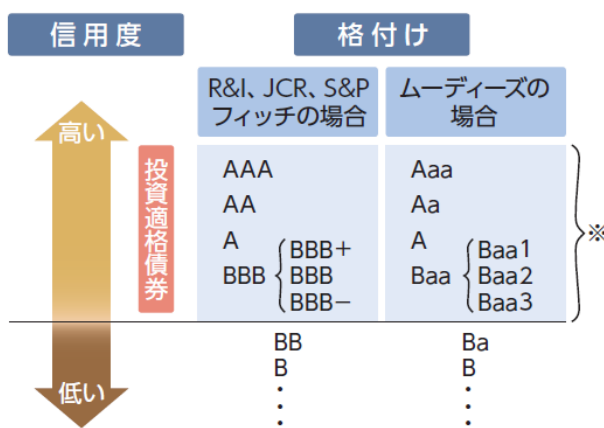 信用度
格付け
R&I、JCR、S&P
フィッチの場合
ムーディーズの
場合
高い
投資適格債券
AAA
Aaa
AA
Aa
A
A
BBB
BBB+
BBB
BBB−
Baa
Baa1
Baa2
Baa3
※
BB
Ba
B
B
・
・
・
・
・
・
低い